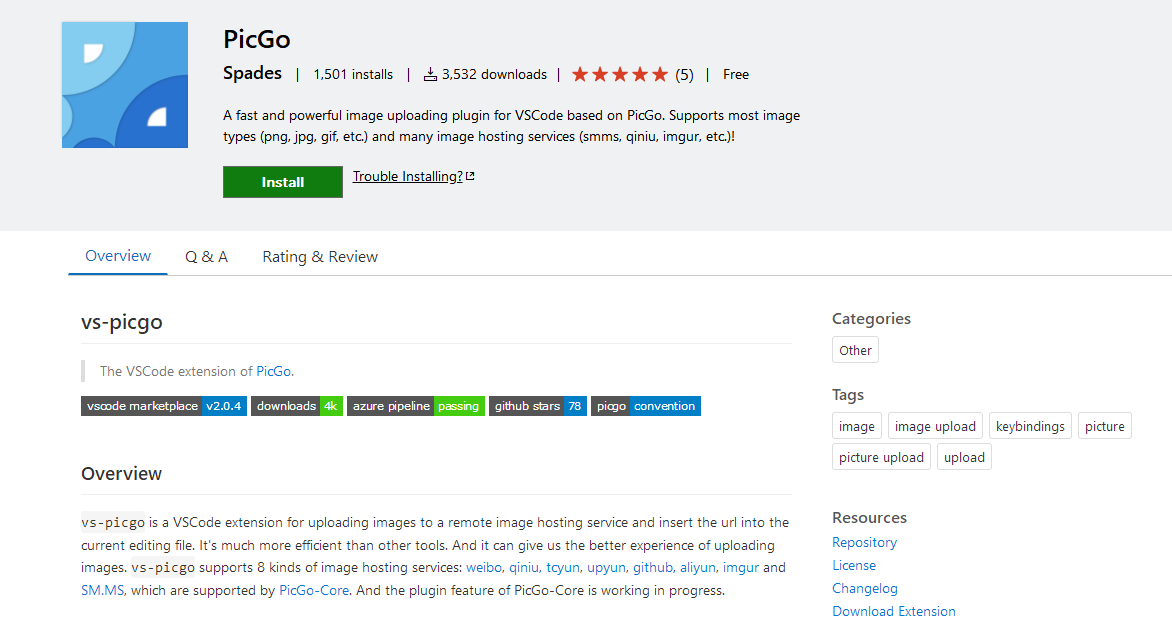 PicGo
Spades | 1,501 installs | 3,532 downloads | (5) | Free
A fast and powerful image uploading plugin for VSCode based on PicGo. Supports most image
types (png, jpg, gif, etc.) and many image hosting services (smms, qiniu, imgur, etc.)!
Install Trouble Installing?
Overview Q & A Rating & Review
vs-picgo
The VSCode extension of PicGo.
vscode marketplace v2.0.4 downloads 4k azure pipeline passing github stars 78 picgo convention
Overview
vs-picgo is a VSCode extension for uploading images to a remote image hosting service and insert the url into the
current editing file. It's much more efficient than other tools. And it can give us the better experience of uploading
images. vs-picgo supports 8 kinds of image hosting services: weibo, qiniu, tcyun, upyun, github, aliyun, imgur and
SM.MS, which are supported by PicGo-Core. And the plugin feature of PicGo-Core is working in progress.
Categories
Other
Tags
image image upload keybindings picture
picture upload upload
Resources
Repository
License
Changelog
Download Extension